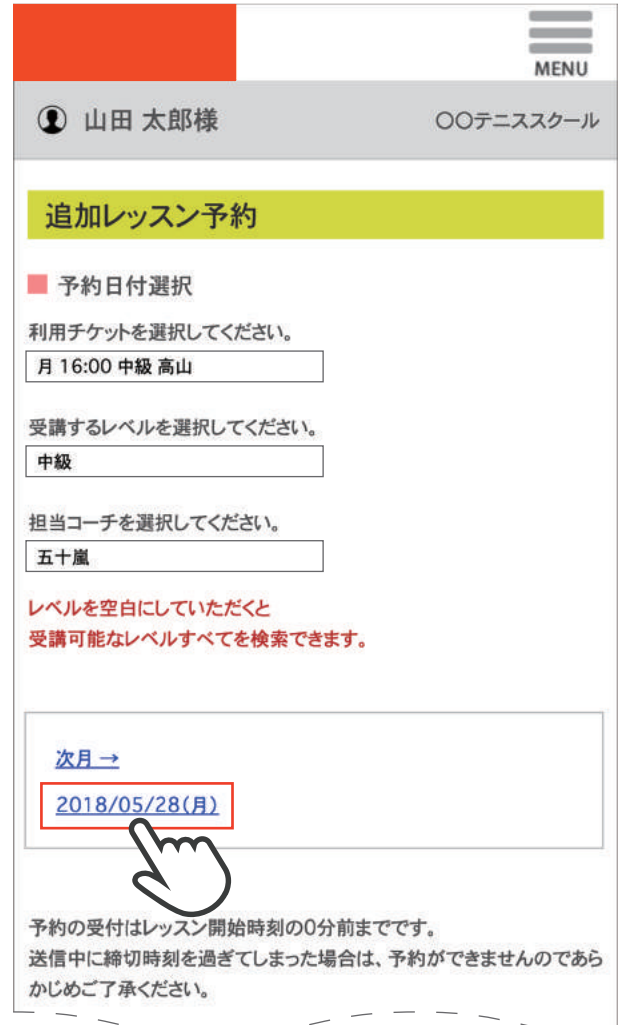 MENU
山田 太郎様
〇〇テニススクール
追加レッスン予約
予約日付選択
利用チケットを選択してください。
月 16:00 中級 高山
受講するレベルを選択してください。
中級
担当コーチを選択してください。
五十嵐
レベルを空白にしていただくと
受講可能なレベルすべてを検索できます。
次月 →
2018/05/28(月)
予約の受付はレッスン開始時刻の0分前までです。
送信中に締切時刻を過ぎてしまった場合は、予約ができませんのであら
かじめご了承ください。